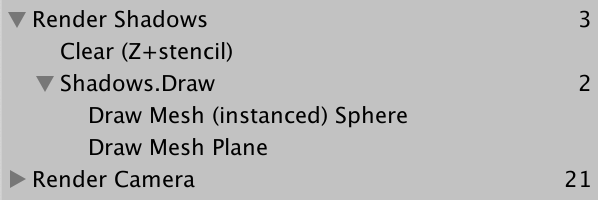 Render Shadows 3
Clear (Z+stencil)
Shadows.Draw 2
Draw Mesh (instanced) Sphere
Draw Mesh Plane
Render Camera 21